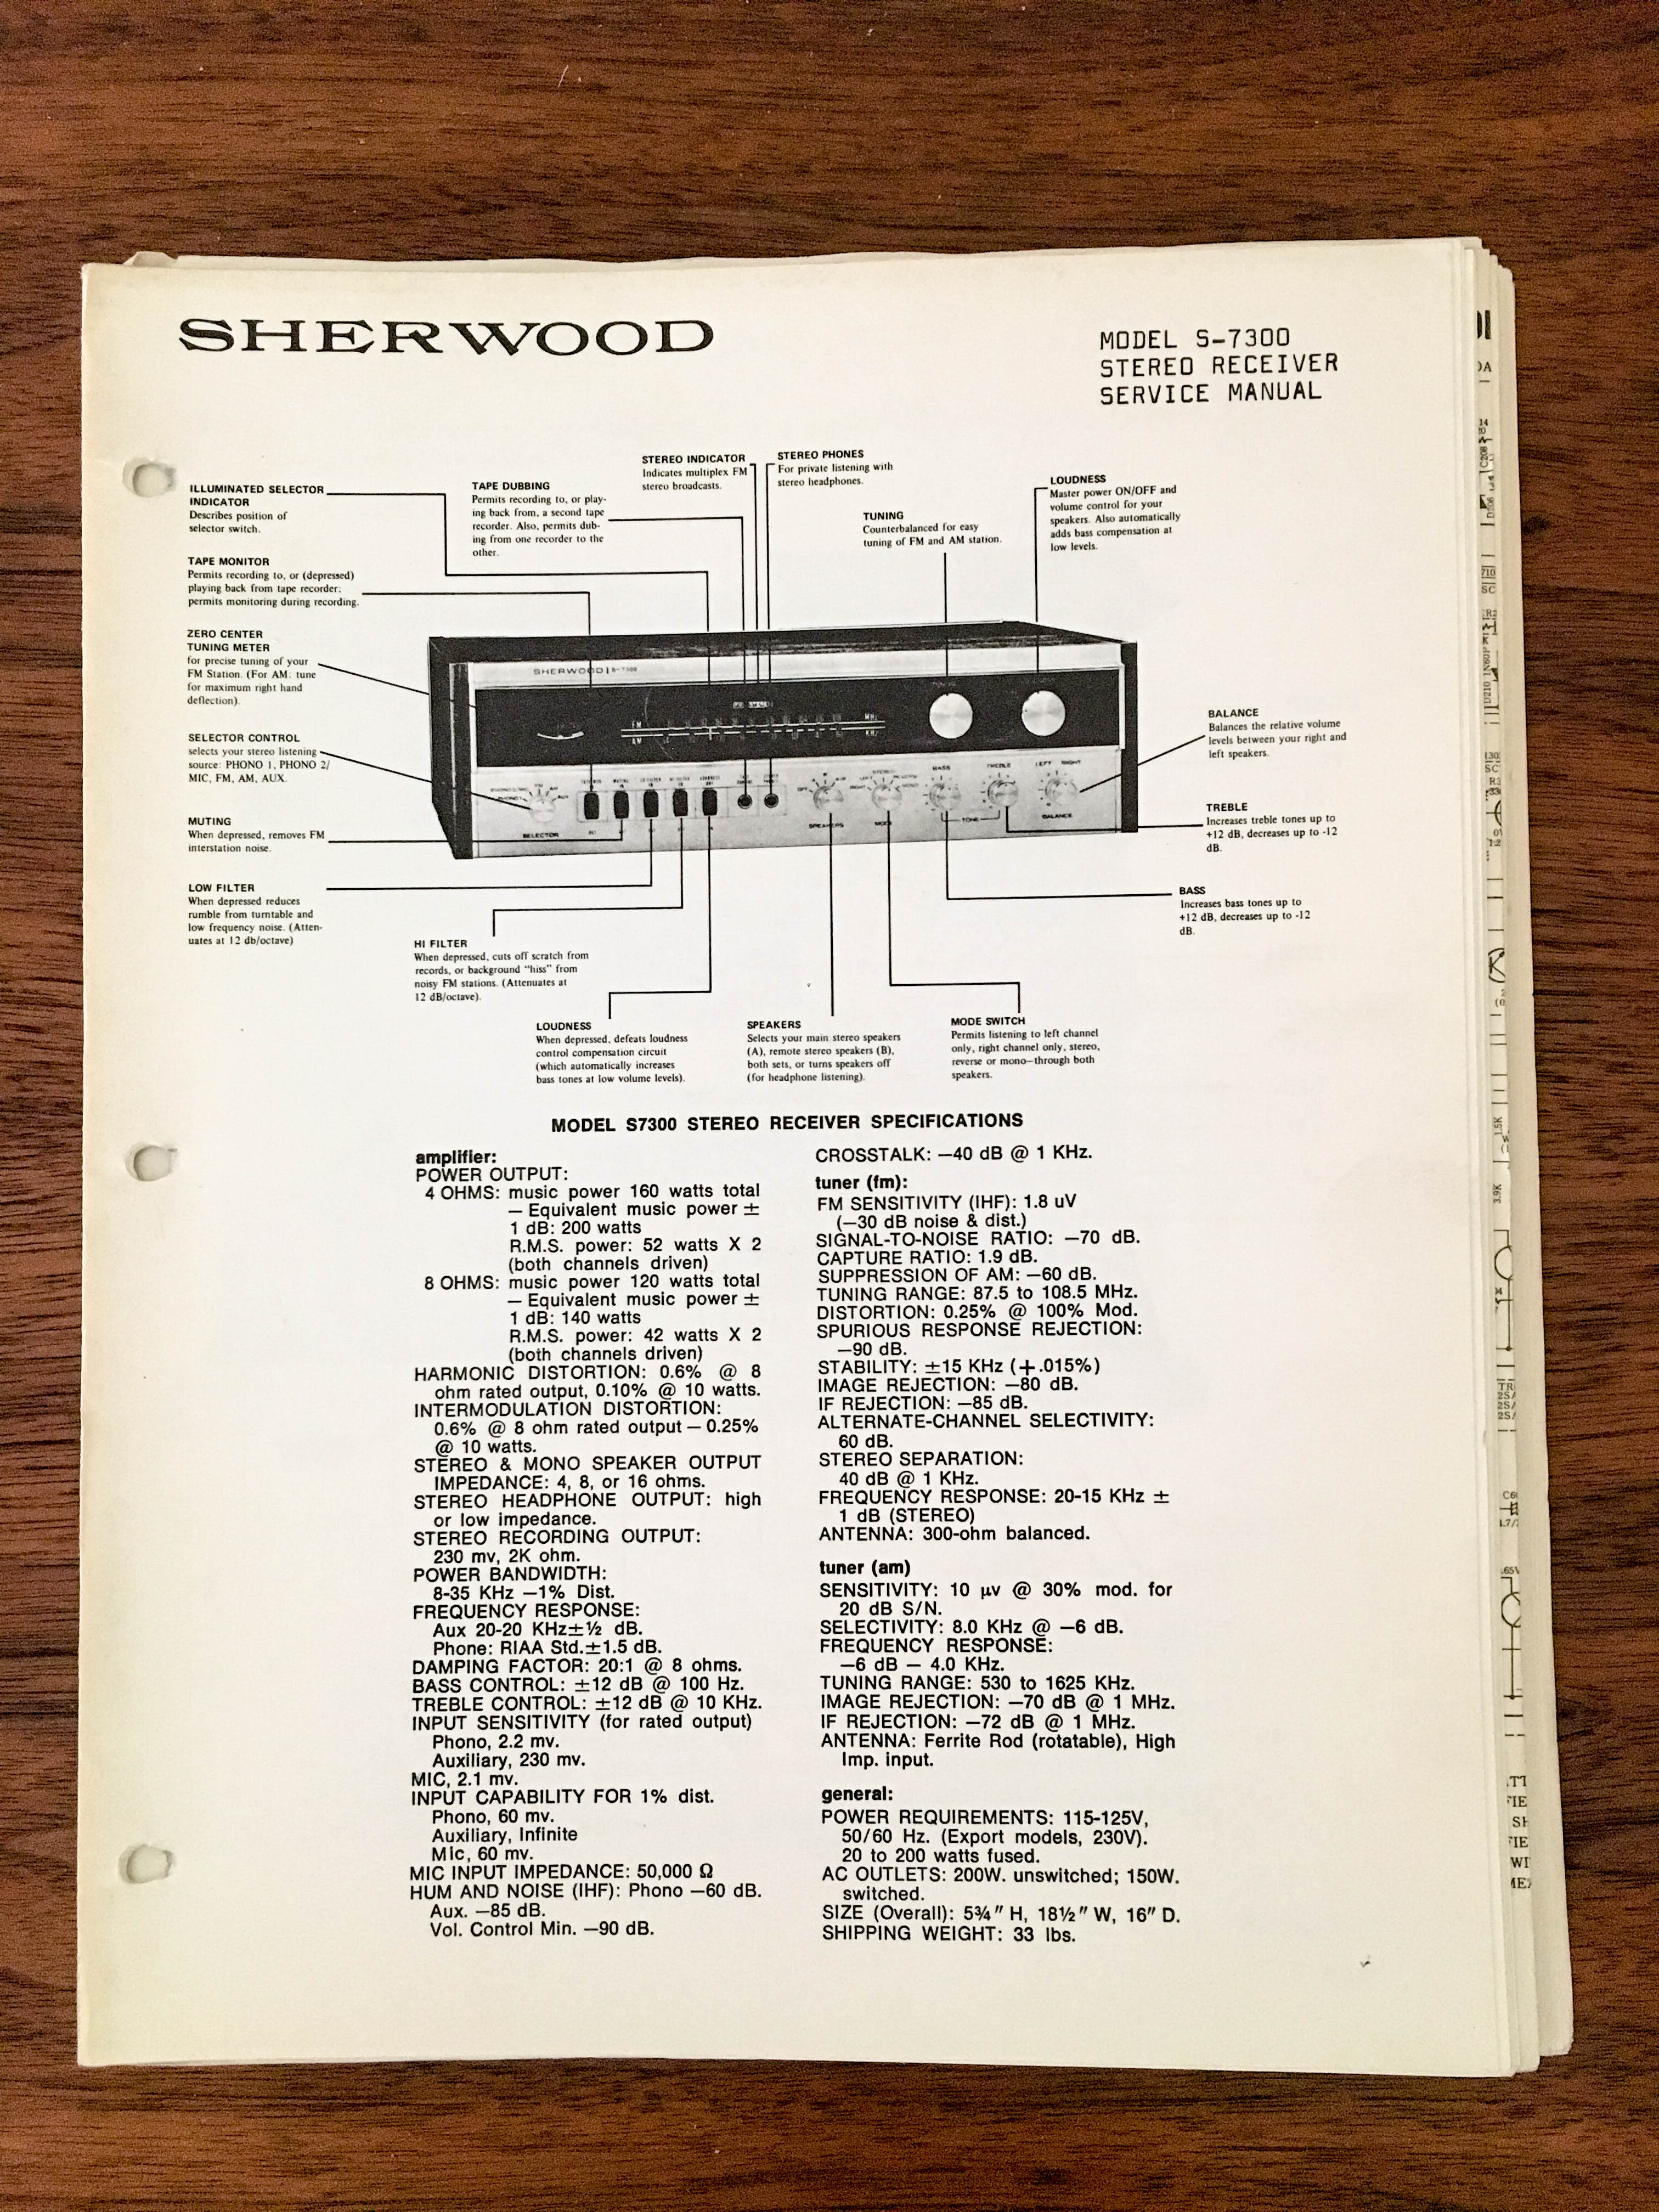 SHERWOOD
MODEL S-7300
STEREO RECEIVER
SERVICE MANUAL
ILLUMINATED SELECTOR
INDICATOR
Describes position of
selector switch.
TAPE DUBBING
Permits recording to, or play-
ing back from, a second tape
recorder. Also, permits dub-
ing from one recorder to the
other.
STEREO INDICATOR
Indicates multiplex FM
stereo broadcasts.
STEREO PHONES
For private listening with
stereo headphones.
TUNING
Counterbalanced for easy
tuning of FM and AM station.
LOUDNESS
Master power ON/OFF and
volume control for your
speakers. Also automatically
adds bass compensation at
low levels.
TAPE MONITOR
Permits recording to, or (depressed)
playing back from tape recorder;
permits monitoring during recording.
ZERO CENTER
TUNING METER
for precise tuning of your
FM Station. (For AM: tune
for maximum right hand
deflection).
SELECTOR CONTROL
selects your stereo listening
source: PHONO 1, PHONO 2/
MIC, FM, AM, AUX.
MUTING
When depressed, removes FM
interstation noise.
LOW FILTER
When depressed reduces
rumble from turntable and
low frequency noise. (Atten-
uates at 12 db/octave)
SHERWOOD S-7300
FM MHz
AM KHz
SELECTOR
SPEAKERS
MODE
BASS
TREBLE
TONE
LEFT RIGHT
BALANCE
BALANCE
Balances the relative volume
levels between your right and
left speakers.
TREBLE
Increases treble tones up to
+12 dB, decreases up to -12
dB.
BASS
Increases bass tones up to
+12 dB, decreases up to -12
dB.
HI FILTER
When depressed, cuts off scratch from
records, or background "hiss" from
noisy FM stations. (Attenuates at
12 dB/octave).
LOUDNESS
When depressed, defeats loudness
control compensation circuit
(which automatically increases
bass tones at low volume levels).
SPEAKERS
Selects your main stereo speakers
(A), remote stereo speakers (B),
both sets, or turns speakers off
(for headphone listening).
MODE SWITCH
Permits listening to left channel
only, right channel only, stereo,
reverse or mono—through both
speakers.
MODEL S7300 STEREO RECEIVER SPECIFICATIONS
amplifier:
POWER OUTPUT:
4 OHMS: music power 160 watts total
— Equivalent music power ±
1 dB: 200 watts
R.M.S. power: 52 watts X 2
(both channels driven)
8 OHMS: music power 120 watts total
— Equivalent music power ±
1 dB: 140 watts
R.M.S. power: 42 watts X 2
(both channels driven)
HARMONIC DISTORTION: 0.6% @ 8
ohm rated output, 0.10% @ 10 watts.
INTERMODULATION DISTORTION:
0.6% @ 8 ohm rated output — 0.25%
@ 10 watts.
STEREO & MONO SPEAKER OUTPUT
IMPEDANCE: 4, 8, or 16 ohms.
STEREO HEADPHONE OUTPUT: high
or low impedance.
STEREO RECORDING OUTPUT:
230 mv, 2K ohm.
POWER BANDWIDTH:
8-35 KHz —1% Dist.
FREQUENCY RESPONSE:
Aux 20-20 KHz±½ dB.
Phone: RIAA Std.±1.5 dB.
DAMPING FACTOR: 20:1 @ 8 ohms.
BASS CONTROL: ±12 dB @ 100 Hz.
TREBLE CONTROL: ±12 dB @ 10 KHz.
INPUT SENSITIVITY (for rated output)
Phono, 2.2 mv.
Auxiliary, 230 mv.
MIC, 2.1 mv.
INPUT CAPABILITY FOR 1% dist.
Phono, 60 mv.
Auxiliary, Infinite
Mic, 60 mv.
MIC INPUT IMPEDANCE: 50,000 Ω
HUM AND NOISE (IHF): Phono —60 dB.
Aux. —85 dB.
Vol. Control Min. —90 dB.
CROSSTALK: —40 dB @ 1 KHz.
tuner (fm):
FM SENSITIVITY (IHF): 1.8 uV
(—30 dB noise & dist.)
SIGNAL-TO-NOISE RATIO: —70 dB.
CAPTURE RATIO: 1.9 dB.
SUPPRESSION OF AM: —60 dB.
TUNING RANGE: 87.5 to 108.5 MHz.
DISTORTION: 0.25% @ 100% Mod.
SPURIOUS RESPONSE REJECTION:
—90 dB.
STABILITY: ±15 KHz (+.015%)
IMAGE REJECTION: —80 dB.
IF REJECTION: —85 dB.
ALTERNATE-CHANNEL SELECTIVITY:
60 dB.
STEREO SEPARATION:
40 dB @ 1 KHz.
FREQUENCY RESPONSE: 20-15 KHz ±
1 dB (STEREO)
ANTENNA: 300-ohm balanced.
tuner (am)
SENSITIVITY: 10 μv @ 30% mod. for
20 dB S/N.
SELECTIVITY: 8.0 KHz @ —6 dB.
FREQUENCY RESPONSE:
—6 dB — 4.0 KHz.
TUNING RANGE: 530 to 1625 KHz.
IMAGE REJECTION: —70 dB @ 1 MHz.
IF REJECTION: —72 dB @ 1 MHz.
ANTENNA: Ferrite Rod (rotatable), High
Imp. input.
general:
POWER REQUIREMENTS: 115-125V,
50/60 Hz. (Export models, 230V).
20 to 200 watts fused.
AC OUTLETS: 200W. unswitched; 150W.
switched.
SIZE (Overall): 5¾" H, 18½" W, 16" D.
SHIPPING WEIGHT: 33 lbs.